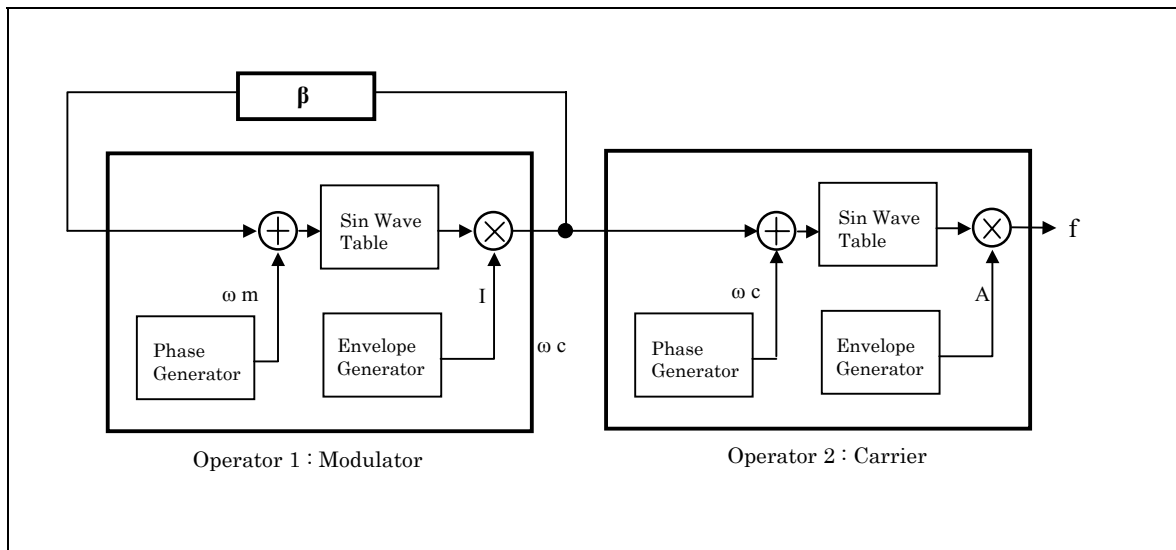 β
Sin Wave
Table
ω m
I
Phase
Generator
Envelope
Generator
ω c
Operator 1 : Modulator
Sin Wave
Table
f
ω c
A
Phase
Generator
Envelope
Generator
Operator 2 : Carrier